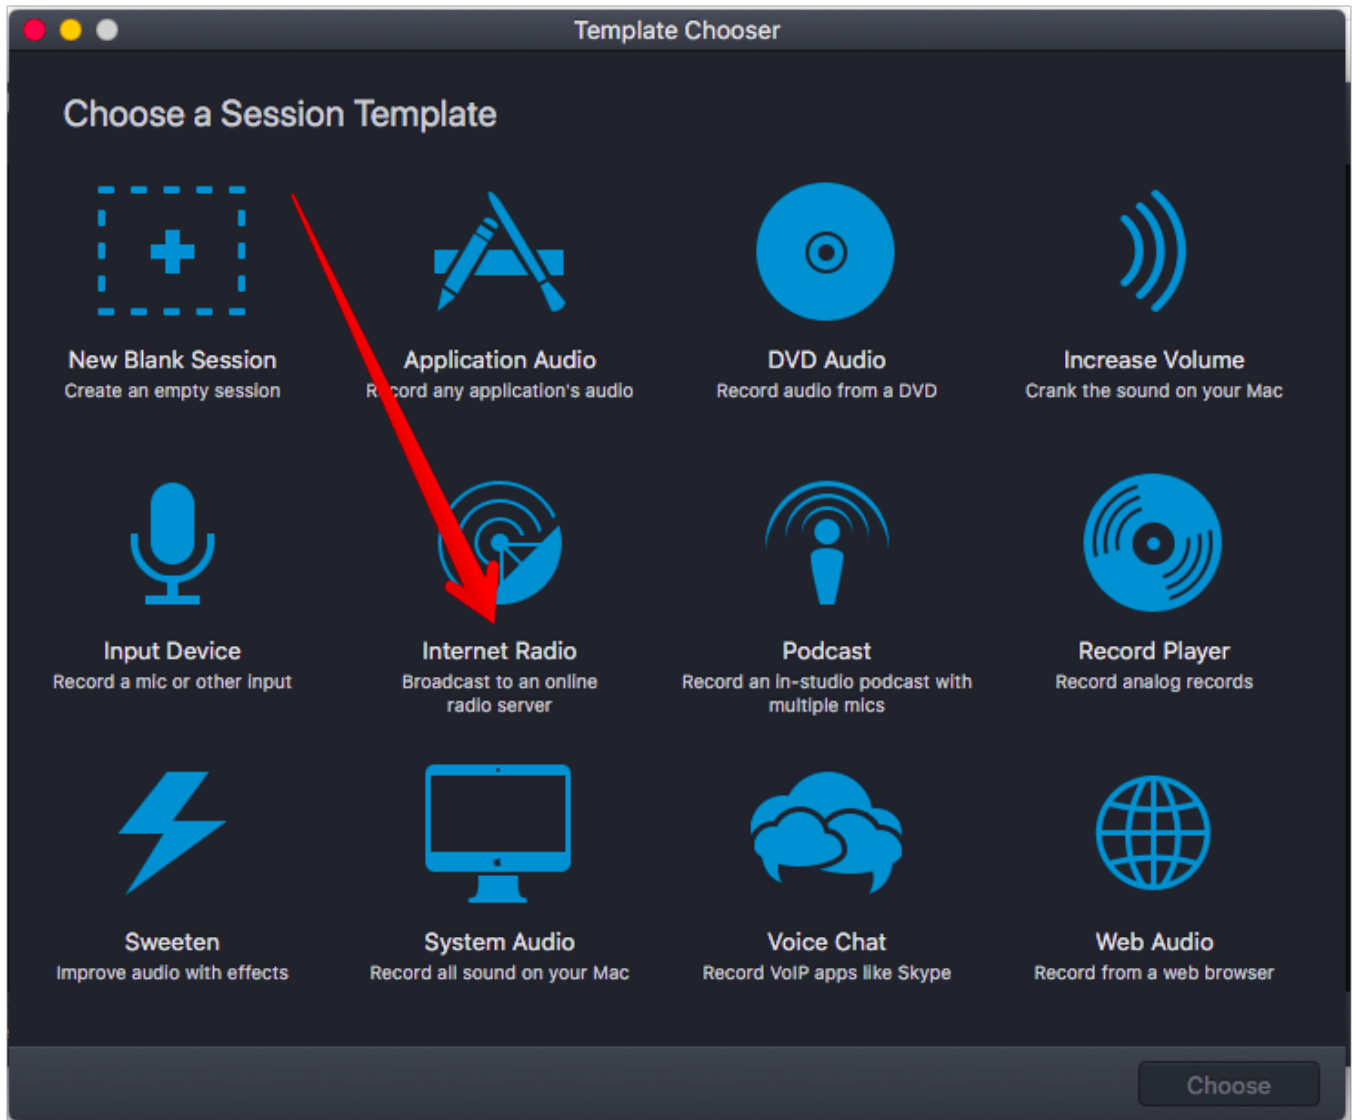 Template Chooser
Choose a Session Template
New Blank Session
Create an empty session
Application Audio
Record any application's audio
DVD Audio
Record audio from a DVD
Increase Volume
Crank the sound on your Mac
Input Device
Record a mic or other input
Internet Radio
Broadcast to an online
radio server
Podcast
Record an in-studio podcast with
multiple mics
Record Player
Record analog records
Sweeten
Improve audio with effects
System Audio
Record all sound on your Mac
Voice Chat
Record VoIP apps like Skype
Web Audio
Record from a web browser
Choose